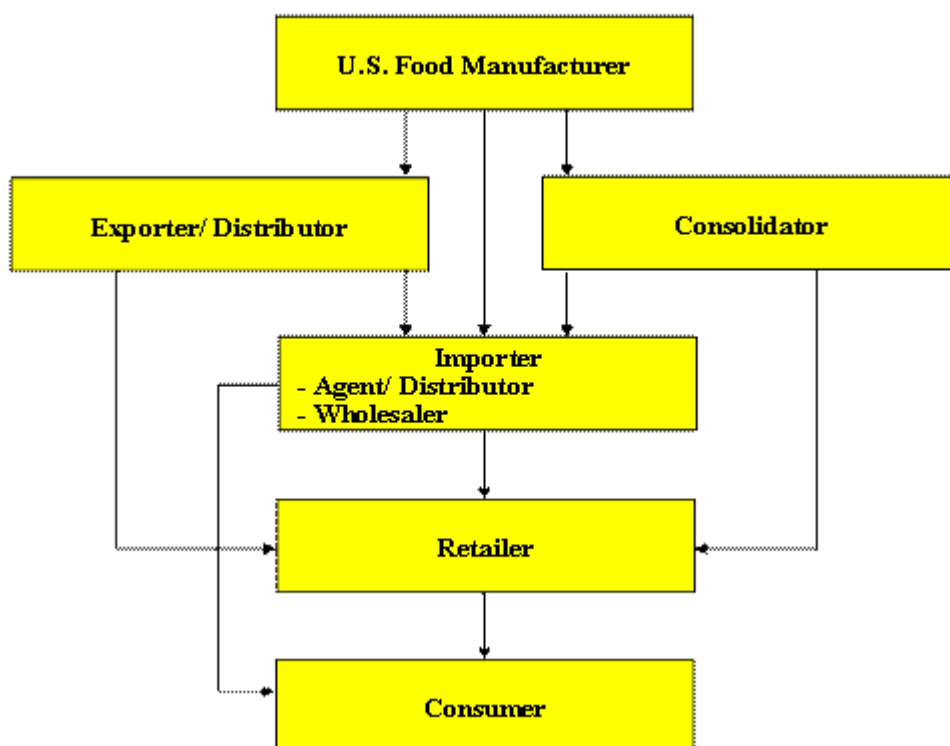 U.S. Food Manufacturer
Exporter/ Distributor
Consolidator
Importer
- Agent/ Distributor
- Wholesaler
Retailer
Consumer